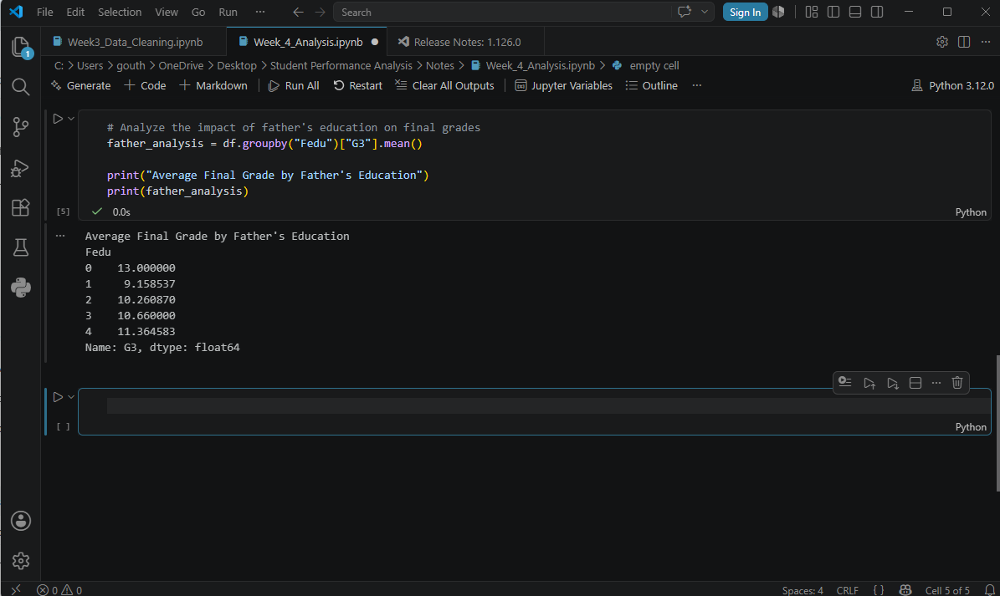 File Edit Selection View Go Run ... Search Sign In
Week3_Data_Cleaning.ipynb Week_4_Analysis.ipynb Release Notes: 1.126.0
1
C: > Users > gouth > OneDrive > Desktop > Student Performance Analysis > Notes > Week_4_Analysis.ipynb > empty cell
Generate + Code + Markdown Run All Restart Clear All Outputs Jupyter Variables Outline ... Python 3.12.0
# Analyze the impact of father's education on final grades
father_analysis = df.groupby("Fedu")["G3"].mean()
print("Average Final Grade by Father's Education")
print(father_analysis)
[5] 0.0s Python
... Average Final Grade by Father's Education
Fedu
0 13.000000
1 9.158537
2 10.260870
3 10.660000
4 11.364583
Name: G3, dtype: float64
[ ] Python
0 0 Spaces: 4 CRLF { } Cell 5 of 5